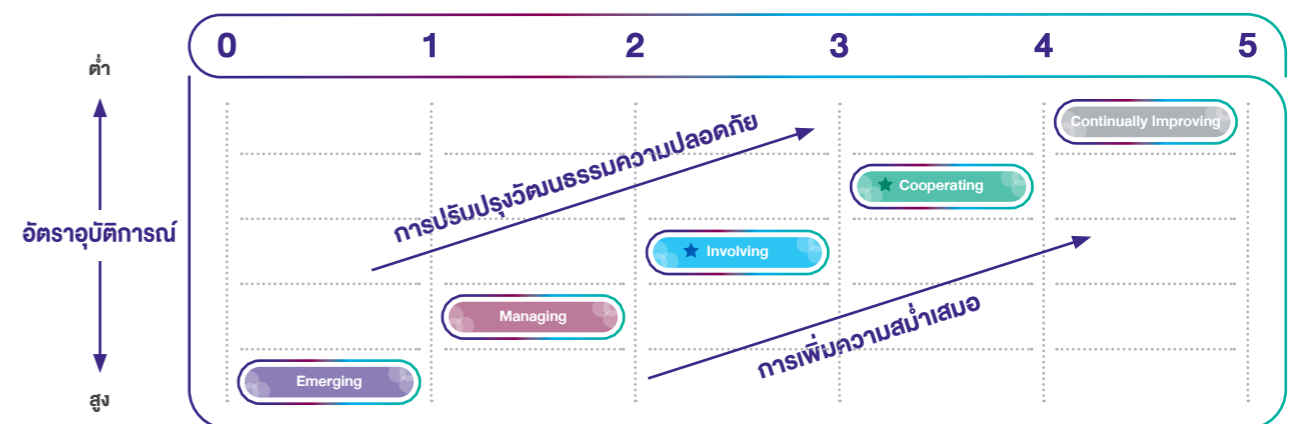 0 1 2 3 4 5
ต่ำ
อัตราอุบัติการณ์
สูง
การปรับปรุงวัฒนธรรมความปลอดภัย
การเพิ่มความสม่ำเสมอ
Continually Improving
Cooperating
Involving
Managing
Emerging